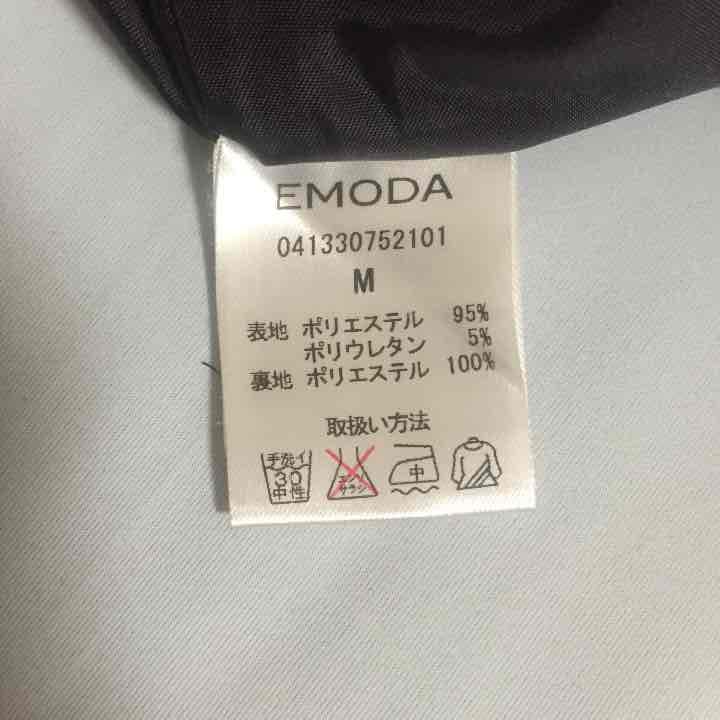 EMODA
041330752101
M
表地 ポリエステル 95%
ポリウレタン 5%
裏地 ポリエステル 100%
取扱い方法
手洗イ
30
中性
エンソ
サラシ
中